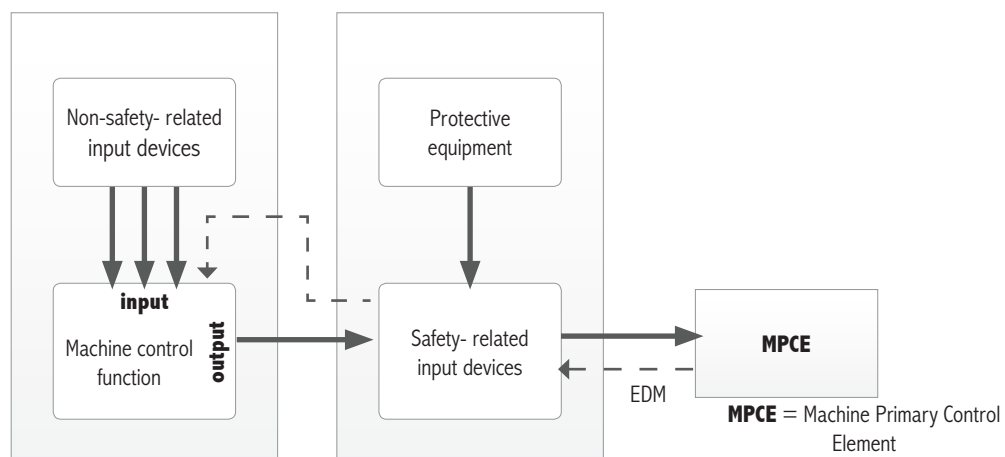 Non-safety- related
input devices
Protective
equipment
input
output
Machine control
function
Safety- related
input devices
MPCE
EDM
MPCE = Machine Primary Control
Element